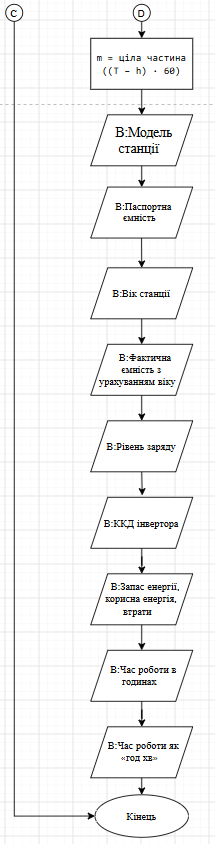 C
D
m = ціла частина
((T − h) · 60)
В:Модель
станції
В:Паспортна
ємність
В:Вік станції
В:Фактична
ємність з
урахуванням віку
В:Рівень заряду
В:ККД інвертора
В:Запас енергії,
корисна енергія,
втрати
В:Час роботи в
годинах
В:Час роботи як
«год хв»
Кінець